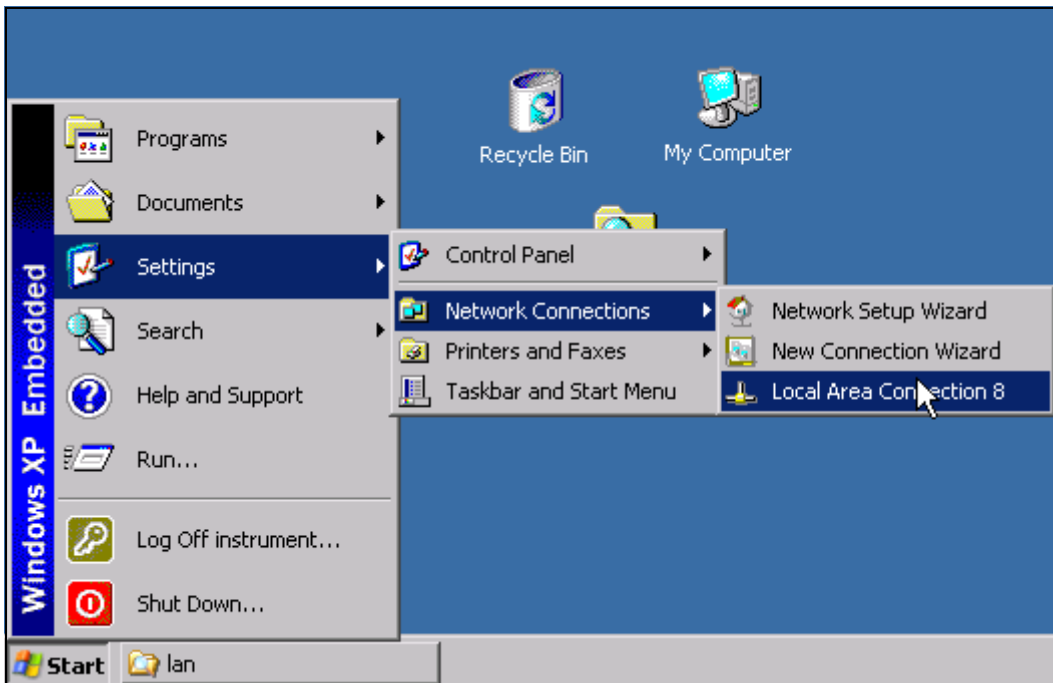 Recycle Bin
My Computer
Windows XP Embedded
Programs
Documents
Settings
Search
Help and Support
Run...
Log Off instrument...
Shut Down...
Control Panel
Network Connections
Printers and Faxes
Taskbar and Start Menu
Network Setup Wizard
New Connection Wizard
Local Area Connection 8
Start
lan